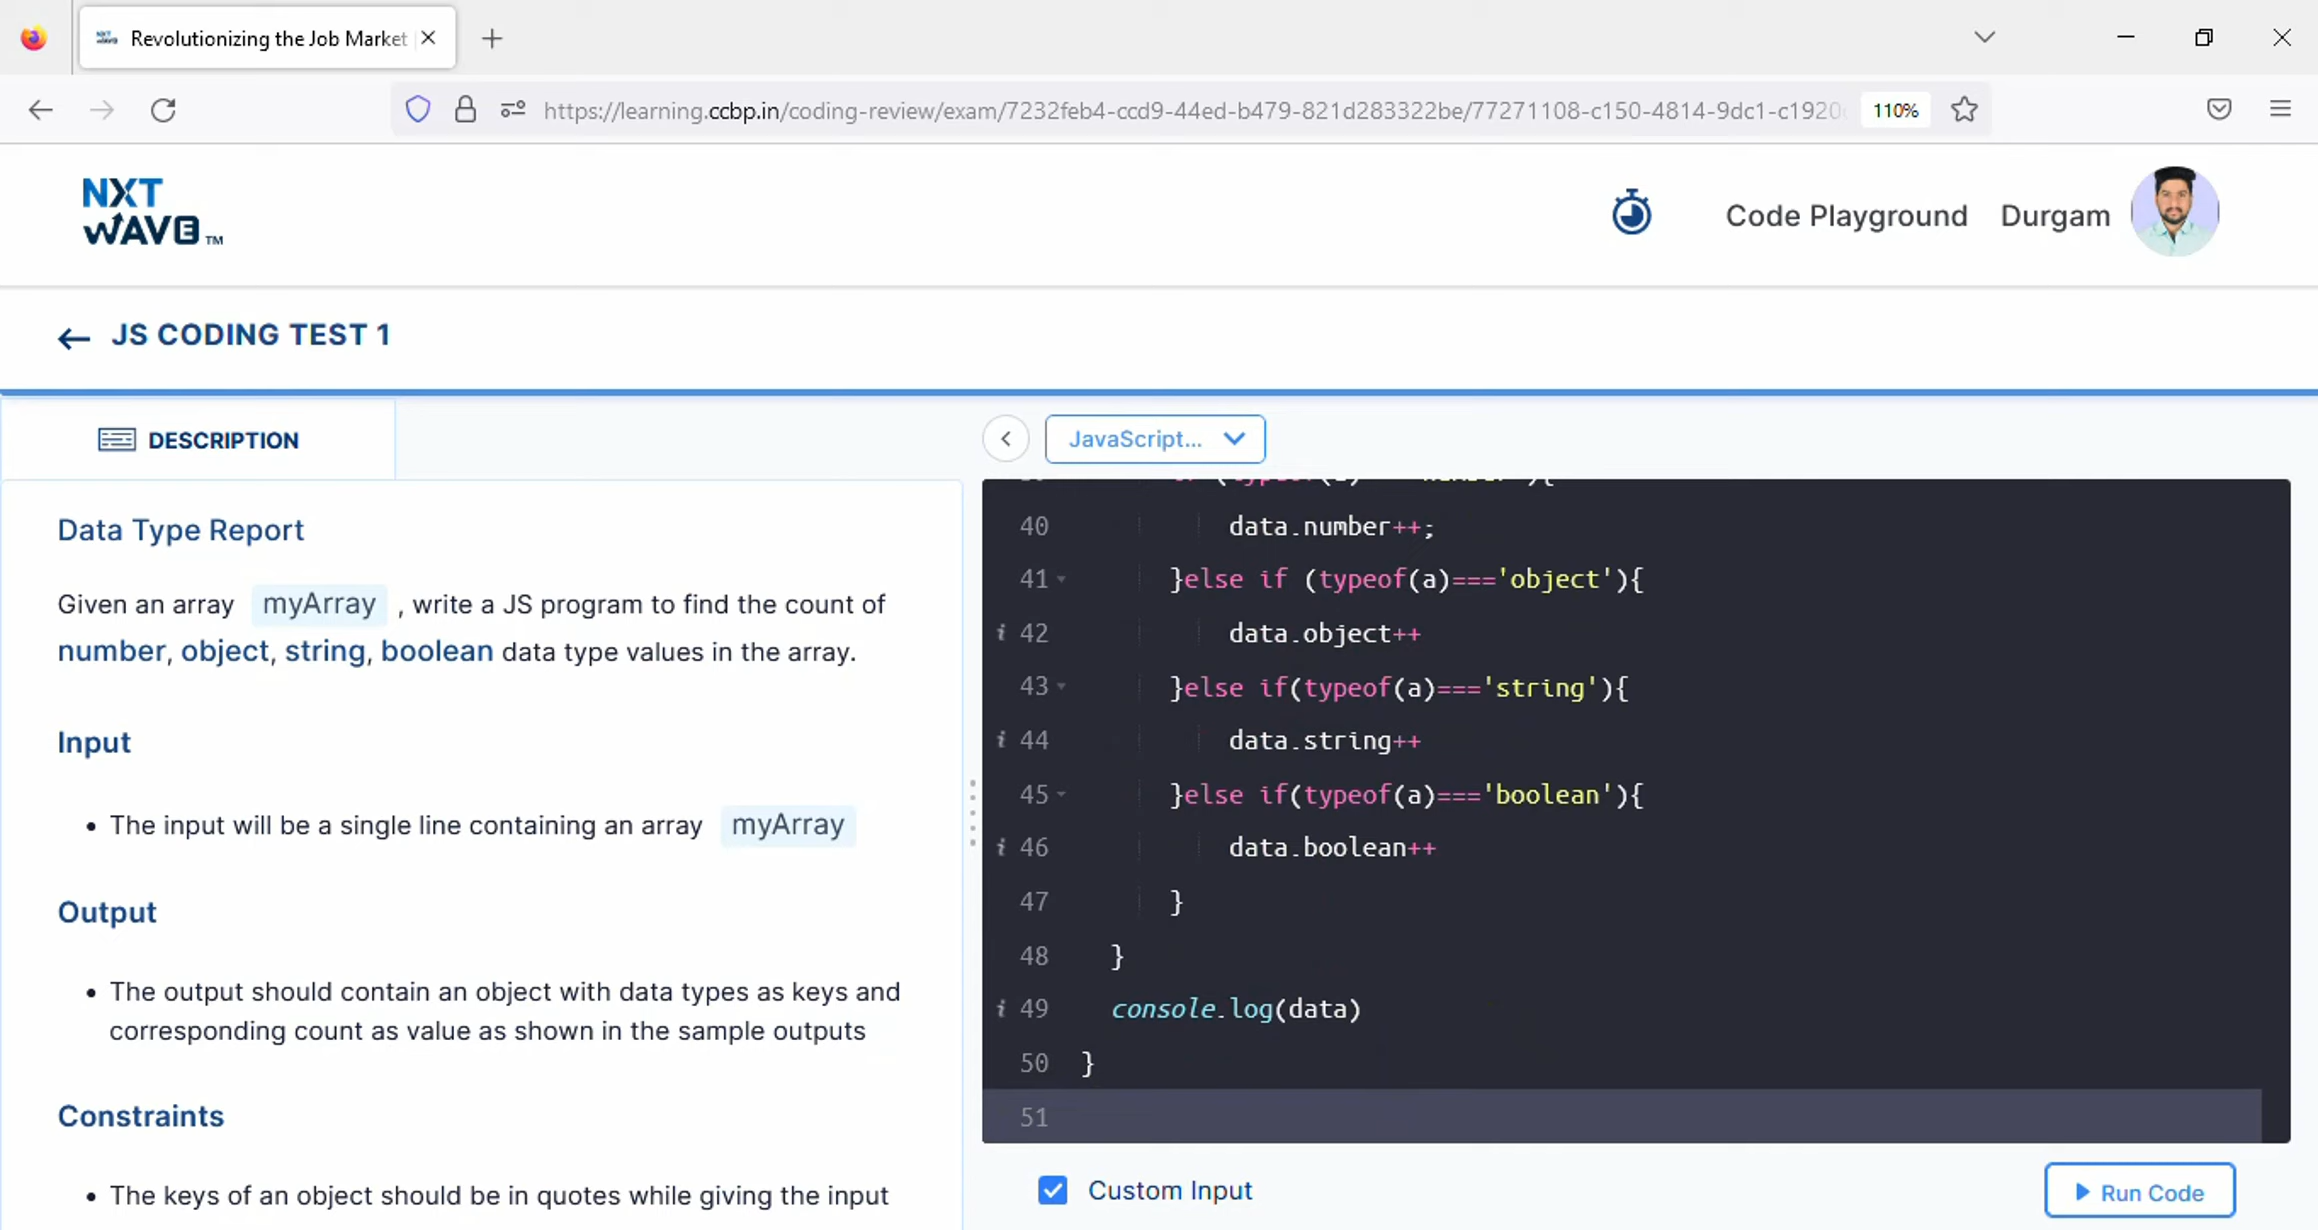 Revolutionizing the Job Market
https://learning.ccbp.in/coding-review/exam/7232feb4-ccd9-44ed-b479-821d283322be/77271108-c150-4814-9dc1-c1920
110%
NXT
WAVE TM
Code Playground
Durgam
JS CODING TEST 1
DESCRIPTION
JavaScript...
Data Type Report
Given an array myArray , write a JS program to find the count of
number, object, string, boolean data type values in the array.
Input
• The input will be a single line containing an array myArray
Output
• The output should contain an object with data types as keys and
corresponding count as value as shown in the sample outputs
Constraints
• The keys of an object should be in quotes while giving the input
40 data.number++;
41 }else if (typeof(a)==='object'){
42 data.object++
43 }else if(typeof(a)==='string'){
44 data.string++
45 }else if(typeof(a)==='boolean'){
46 data.boolean++
47 }
48 }
49 console.log(data)
50 }
51
Custom Input
Run Code